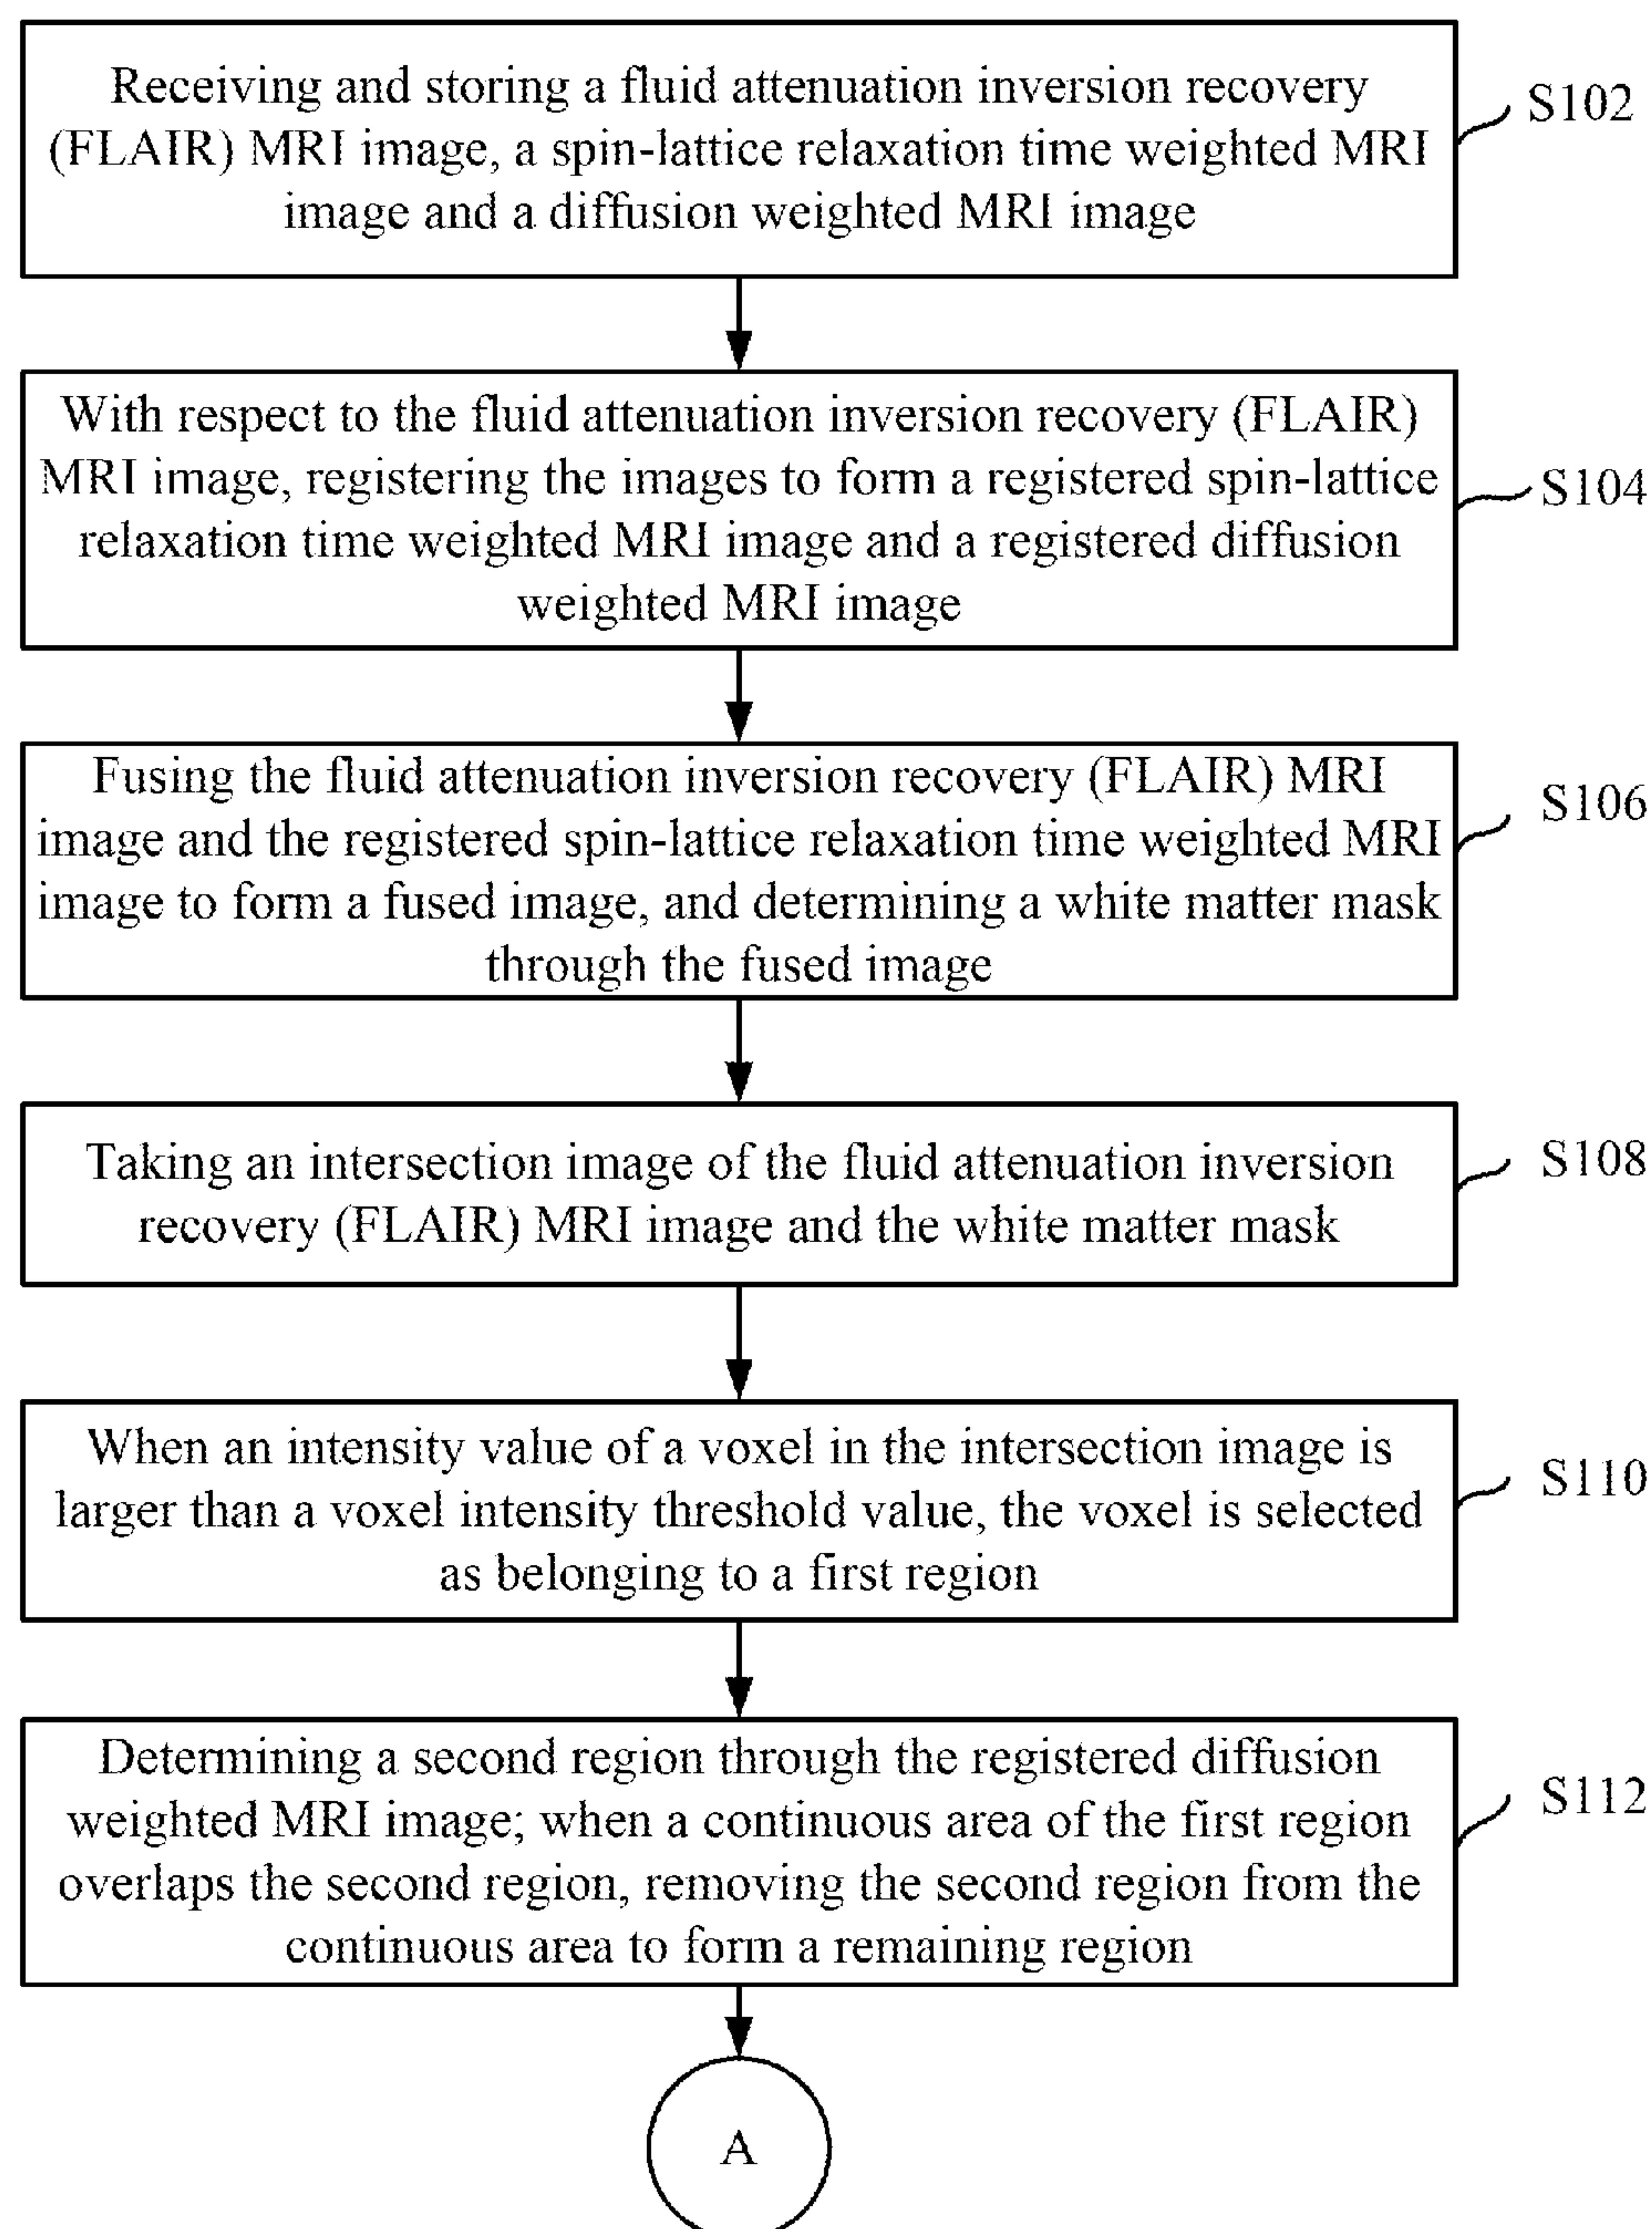 Receiving and storing a fluid attenuation inversion recovery
(FLAIR) MRI image, a spin-lattice relaxation time weighted MRI
image and a diffusion weighted MRI image
S102
With respect to the fluid attenuation inversion recovery (FLAIR)
MRI image, registering the images to form a registered spin-lattice
relaxation time weighted MRI image and a registered diffusion
weighted MRI image
S104
Fusing the fluid attenuation inversion recovery (FLAIR) MRI
image and the registered spin-lattice relaxation time weighted MRI
image to form a fused image, and determining a white matter mask
through the fused image
S106
Taking an intersection image of the fluid attenuation inversion
recovery (FLAIR) MRI image and the white matter mask
S108
When an intensity value of a voxel in the intersection image is
larger than a voxel intensity threshold value, the voxel is selected
as belonging to a first region
S110
Determining a second region through the registered diffusion
weighted MRI image; when a continuous area of the first region
overlaps the second region, removing the second region from the
continuous area to form a remaining region
S112
A